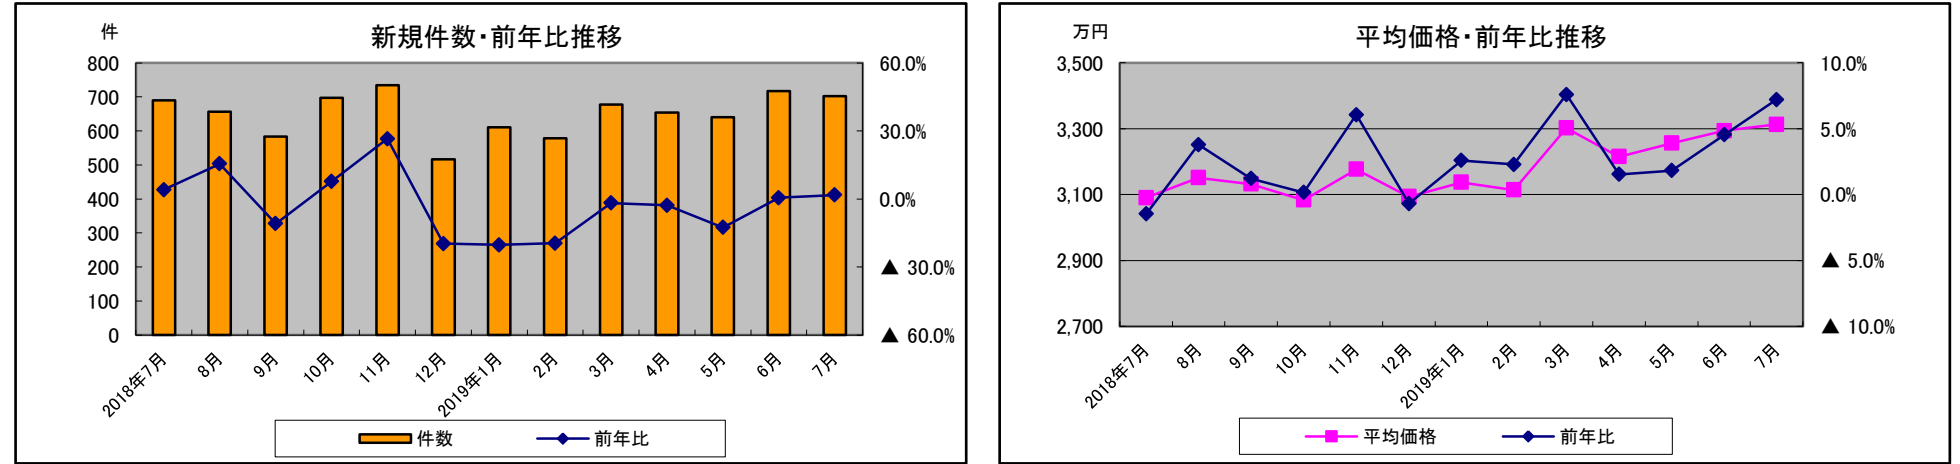 件
新規件数・前年比推移
800
700
600
500
400
300
200
100
0
60.0%
30.0%
0.0%
▲ 30.0%
▲ 60.0%
2018年7月
8月
9月
10月
11月
12月
2019年1月
2月
3月
4月
5月
6月
7月
件数
前年比
万円
平均価格・前年比推移
3,500
3,300
3,100
2,900
2,700
10.0%
5.0%
0.0%
▲ 5.0%
▲ 10.0%
2018年7月
8月
9月
10月
11月
12月
2019年1月
2月
3月
4月
5月
6月
7月
平均価格
前年比